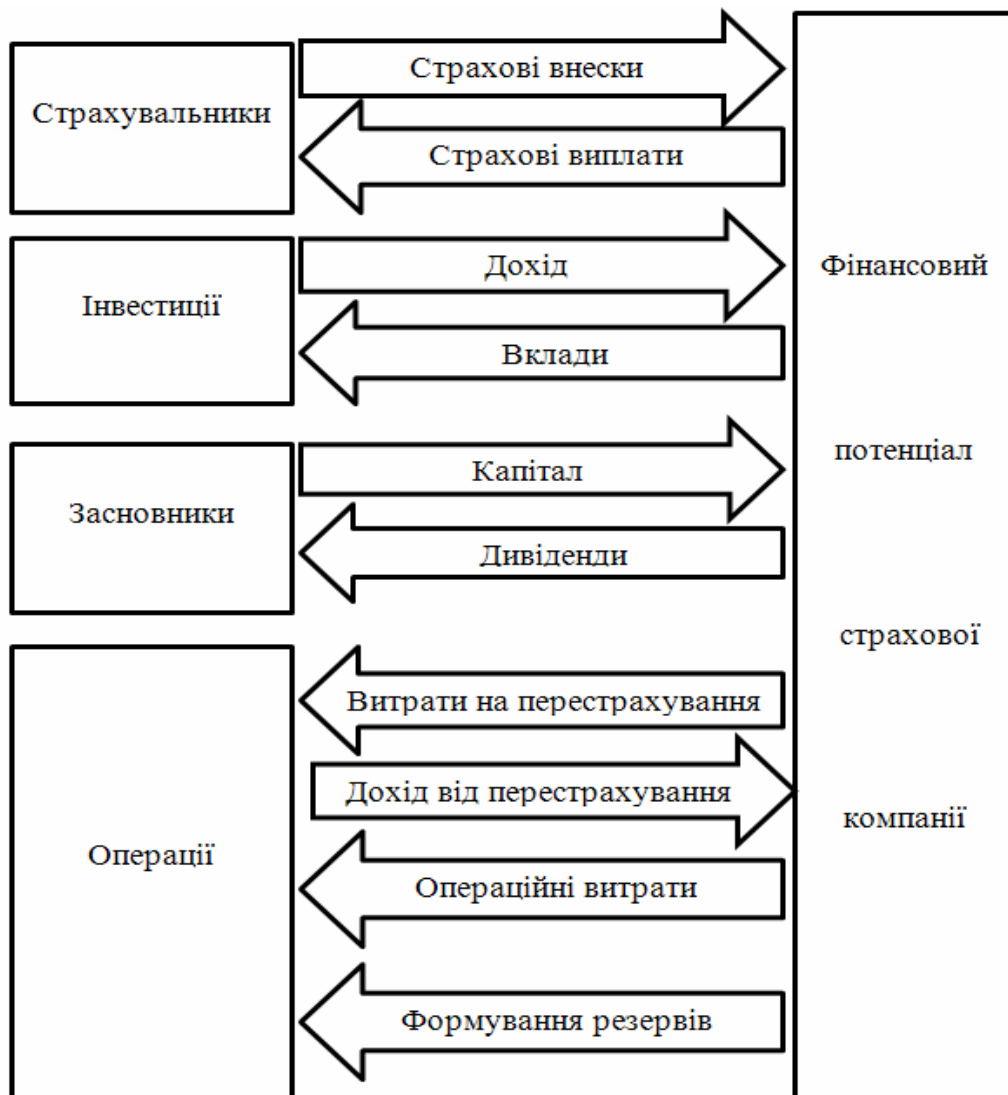 Страхувальники
Страхові внески
Страхові виплати
Інвестиції
Дохід
Вклади
Засновники
Капітал
Дивіденди
Операції
Витрати на перестрахування
Дохід від перестрахування
Операційні витрати
Формування резервів
Фінансовий
потенціал
страхової
компанії